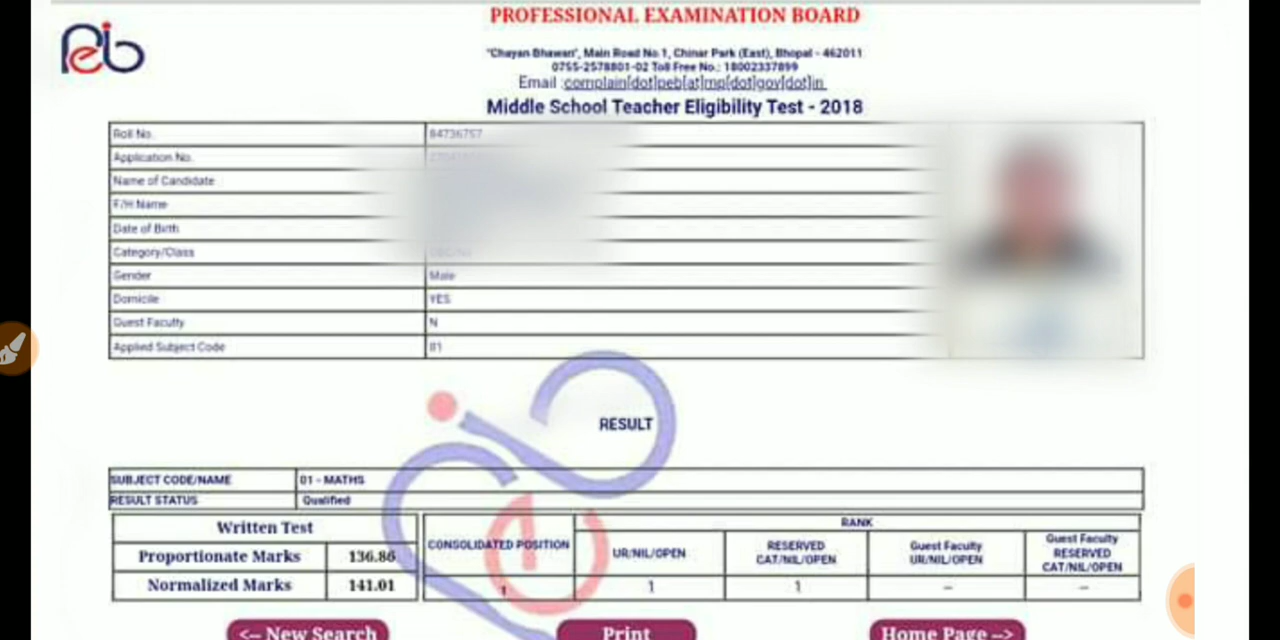 Peb
PROFESSIONAL EXAMINATION BOARD
"Chayan Bhawan", Main Road No.1, Chinar Park (East), Bhopal - 462011
0755-2578801-02 Toll Free No.: 18002337899
Email :complain[dot]peb[at]mp[dot]gov[dot]in
Middle School Teacher Eligibility Test - 2018
Roll No. 84736757
Application No.
Name of Candidate
F/H Name
Date of Birth
Category/Class
Gender Male
Domicile YES
Guest Faculty N
Applied Subject Code 01
RESULT
SUBJECT CODE/NAME 01 - MATHS
RESULT STATUS Qualified
Written Test
Proportionate Marks 136.86
Normalized Marks 141.01
CONSOLIDATED POSITION
1
RANK
UR/NIL/OPEN
1
RESERVED CAT/NIL/OPEN
1
Guest Faculty UR/NIL/OPEN
--
Guest Faculty RESERVED CAT/NIL/OPEN
--
<-- New Search
Print
Home Page -->